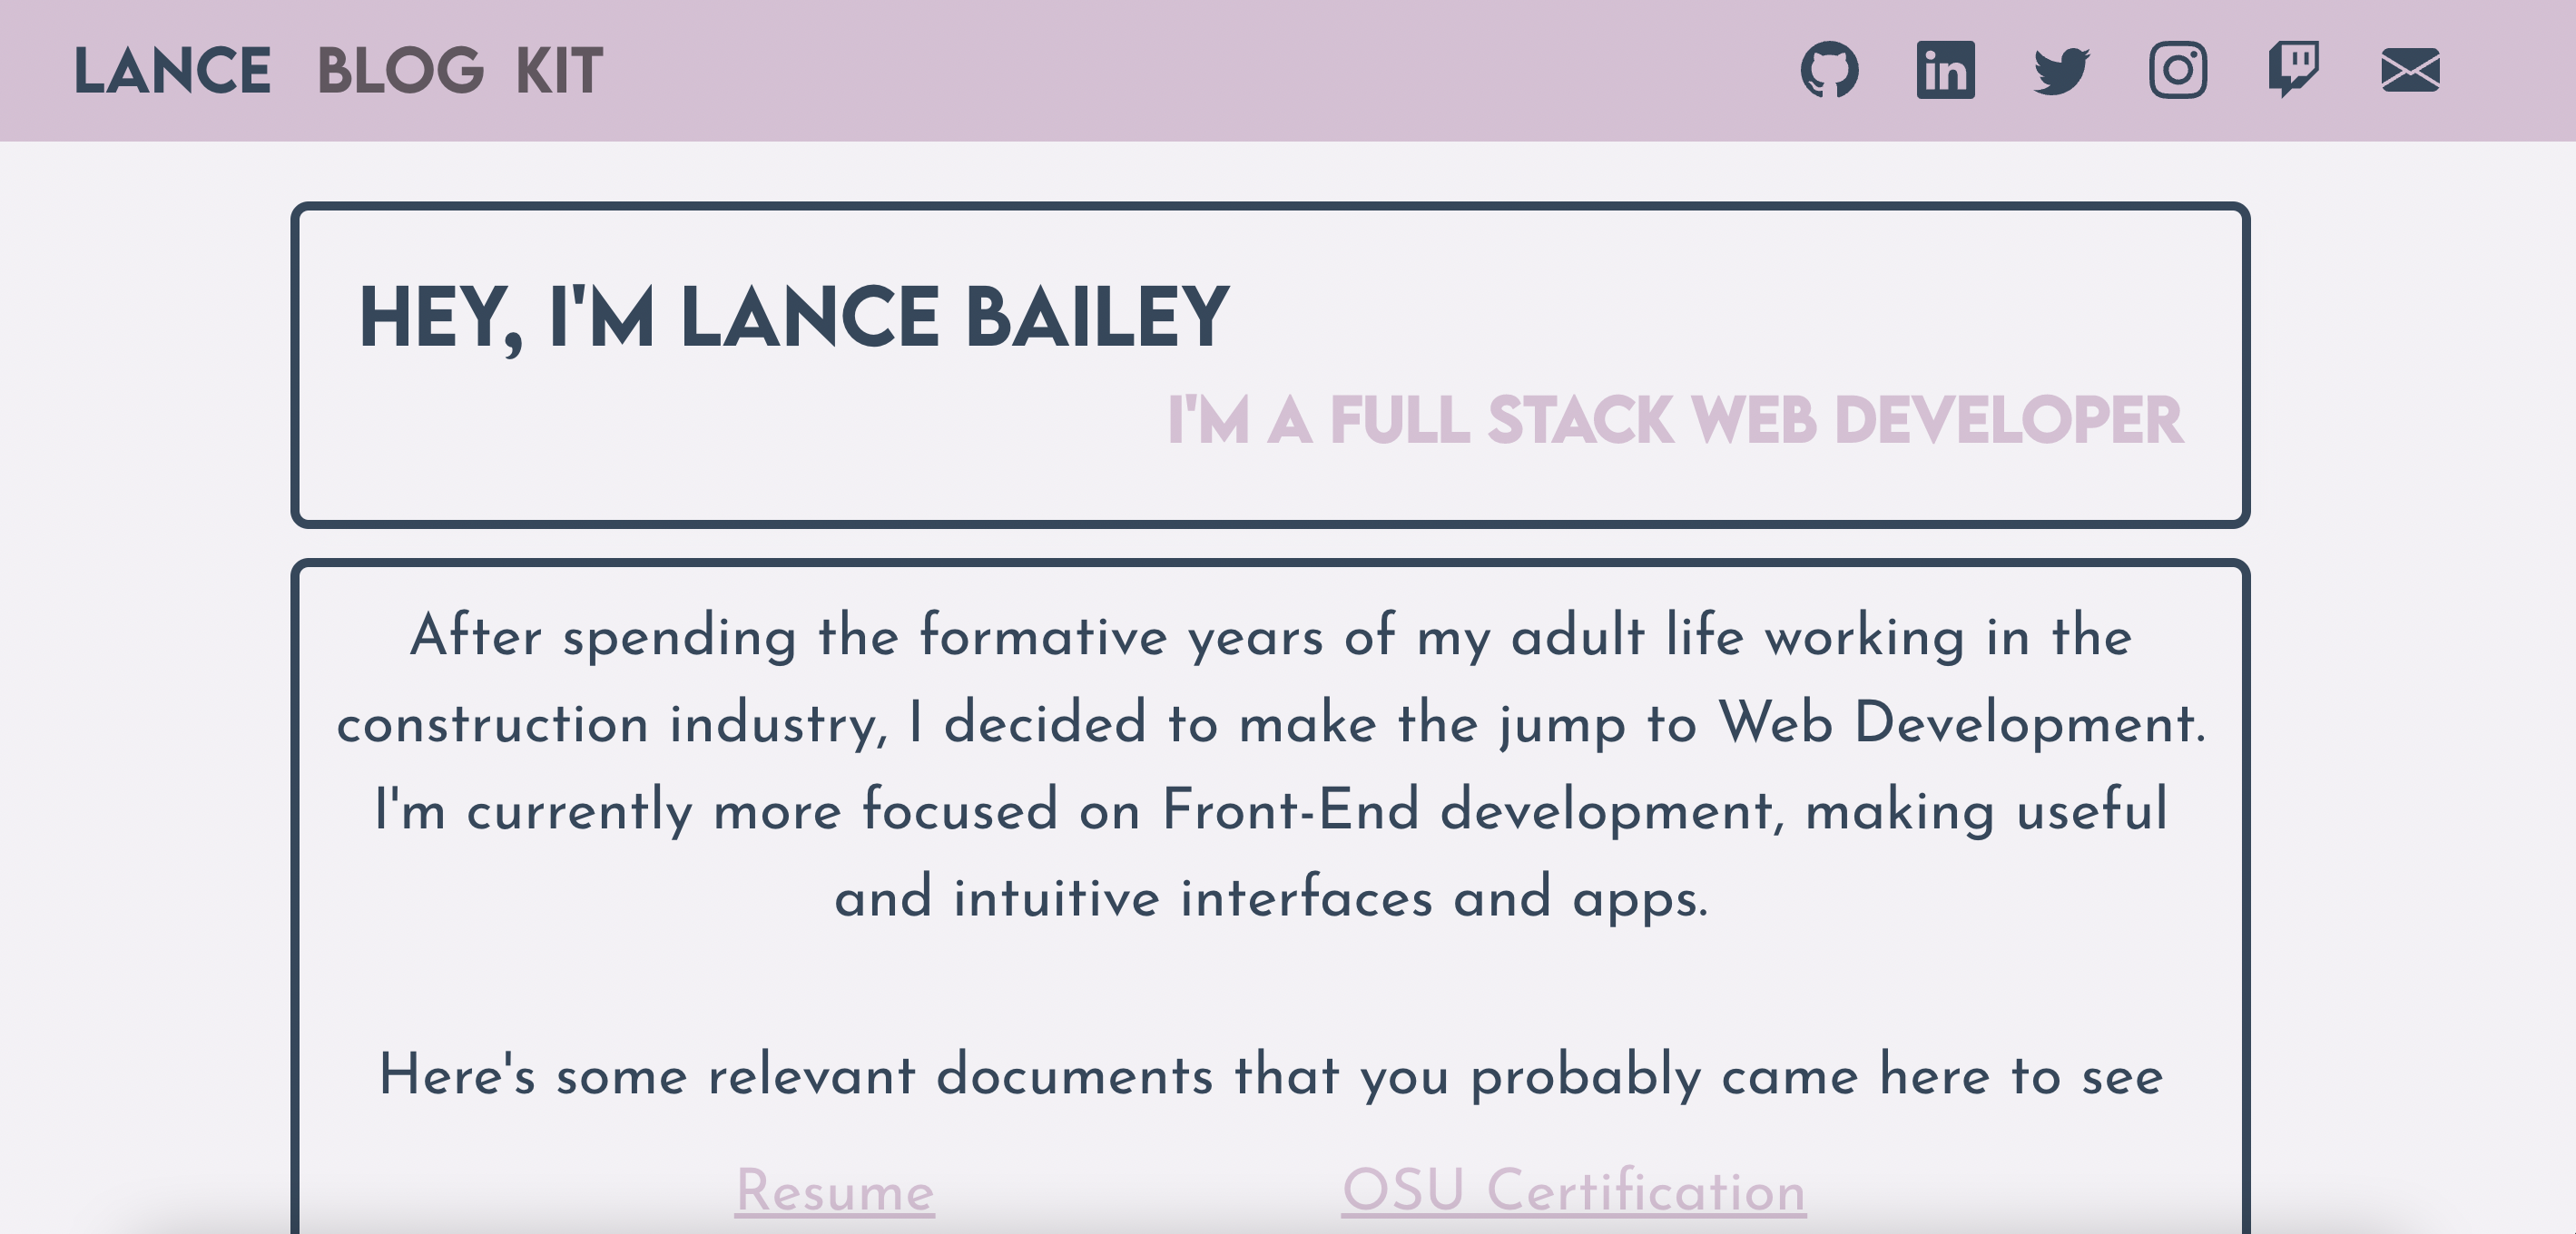 LANCE BLOG KIT
HEY, I'M LANCE BAILEY
I'M A FULL STACK WEB DEVELOPER
After spending the formative years of my adult life working in the
construction industry, I decided to make the jump to Web Development.
I'm currently more focused on Front-End development, making useful
and intuitive interfaces and apps.
Here's some relevant documents that you probably came here to see
Resume OSU Certification